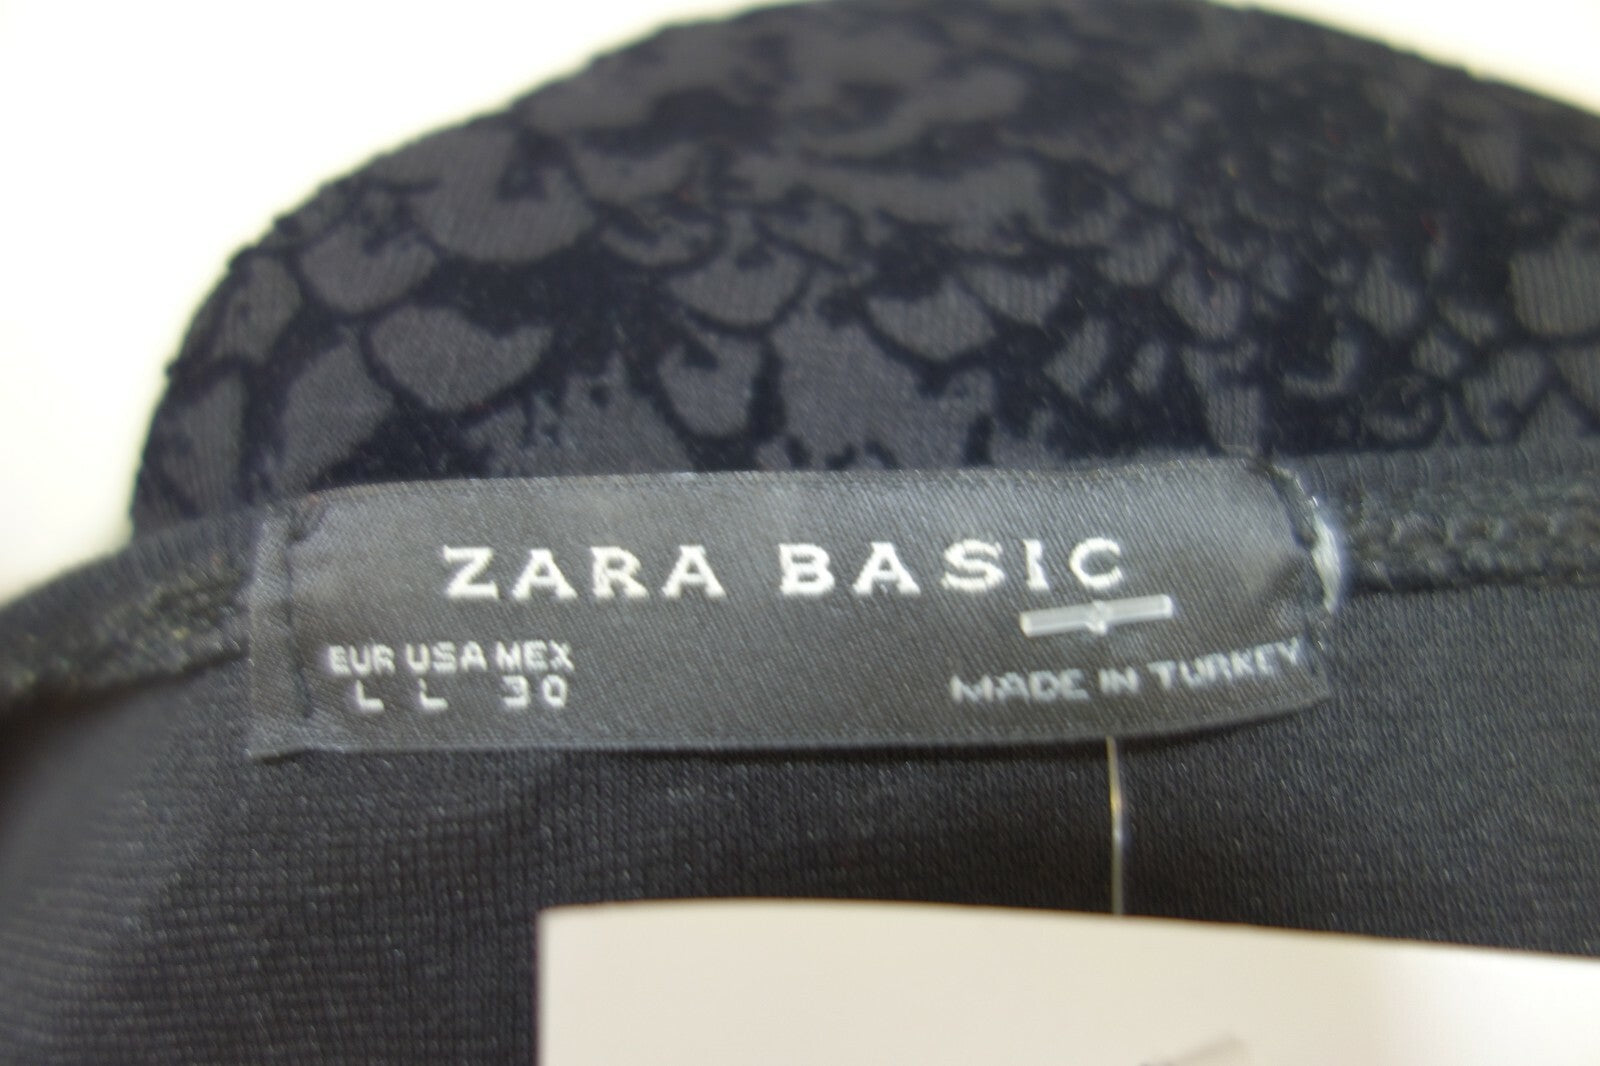 ZARA BASIC
EUR USA MEX
L L 30
MADE IN TURKEY